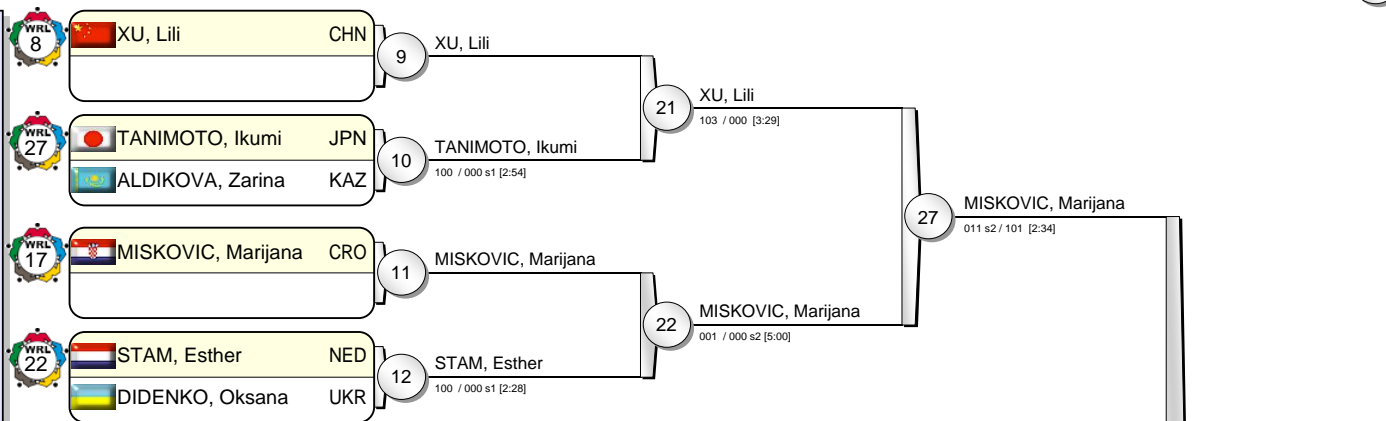 WRL
8
XU, Lili CHN
9
XU, Lili
21
XU, Lili
103 / 000 [3:29]
WRL
27
TANIMOTO, Ikumi JPN
ALDIKOVA, Zarina KAZ
10
TANIMOTO, Ikumi
100 / 000 s1 [2:54]
27
MISKOVIC, Marijana
011 s2 / 101 [2:34]
WRL
17
MISKOVIC, Marijana CRO
11
MISKOVIC, Marijana
22
MISKOVIC, Marijana
001 / 000 s2 [5:00]
WRL
22
STAM, Esther NED
DIDENKO, Oksana UKR
12
STAM, Esther
100 / 000 s1 [2:28]